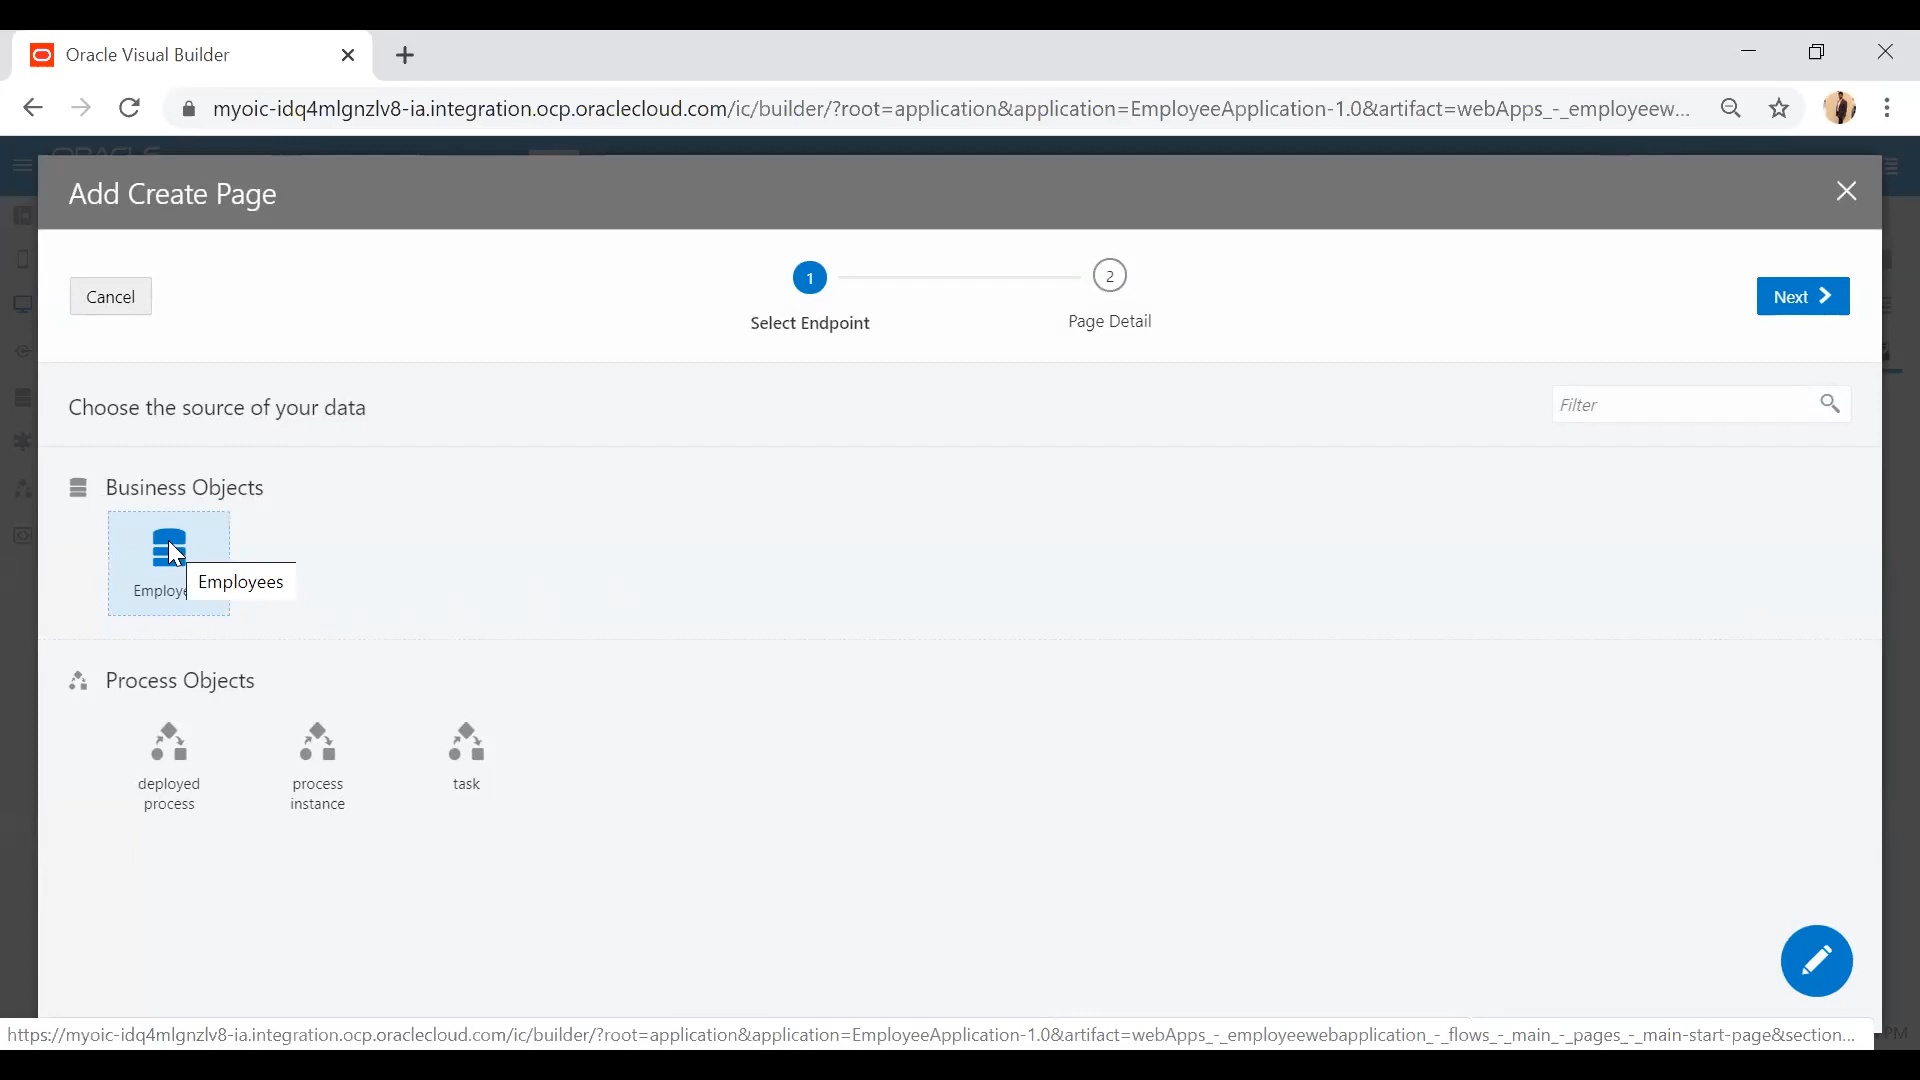 Oracle Visual Builder
myoic-idq4mlgnzlv8-ia.integration.ocp.oraclecloud.com/ic/builder/?root=application&application=EmployeeApplication-1.0&artifact=webApps_-_employeew...
ORACLE
Add Create Page
Cancel
1
2
Next
Select Endpoint
Page Detail
Choose the source of your data
Filter
Business Objects
Employe
Employees
Process Objects
deployed
process
process
instance
task
https://myoic-idq4mlgnzlv8-ia.integration.ocp.oraclecloud.com/ic/builder/?root=application&application=EmployeeApplication-1.0&artifact=webApps_-_employeewebapplication_-_flows_-_main_-_pages_-_main-start-page&section...
PM